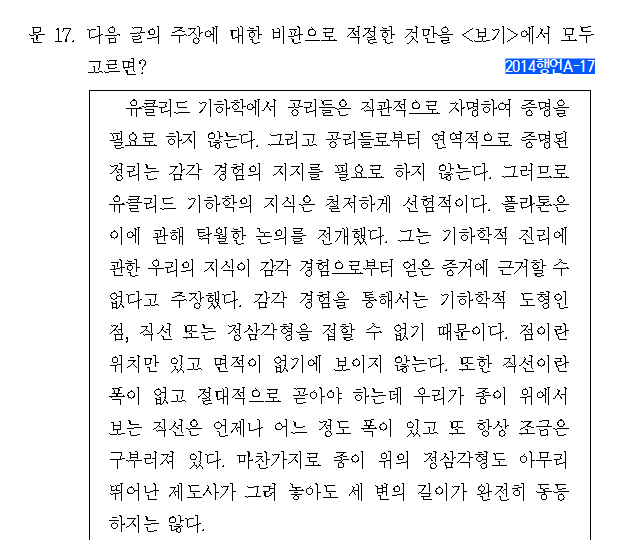 문 17. 다음 글의 주장에 대한 비판으로 적절한 것만을 <보기>에서 모두
고르면?
2014행언A-17
유클리드 기하학에서 공리들은 직관적으로 자명하여 증명을
필요로 하지 않는다. 그리고 공리들로부터 연역적으로 증명된
정리는 감각 경험의 지지를 필요로 하지 않는다. 그러므로
유클리드 기하학의 지식은 철저하게 선험적이다. 플라톤은
이에 관해 탁월한 논의를 전개했다. 그는 기하학적 진리에
관한 우리의 지식이 감각 경험으로부터 얻은 증거에 근거할 수
없다고 주장했다. 감각 경험을 통해서는 기하학적 도형인
점, 직선 또는 정삼각형을 접할 수 없기 때문이다. 점이란
위치만 있고 면적이 없기에 보이지 않는다. 또한 직선이란
폭이 없고 절대적으로 곧아야 하는데 우리가 종이 위에서
보는 직선은 언제나 어느 정도 폭이 있고 또 항상 조금은
구부러져 있다. 마찬가지로 종이 위의 정삼각형도 아무리
뛰어난 제도사가 그려 놓아도 세 변의 길이가 완전히 동등
하지는 않다.